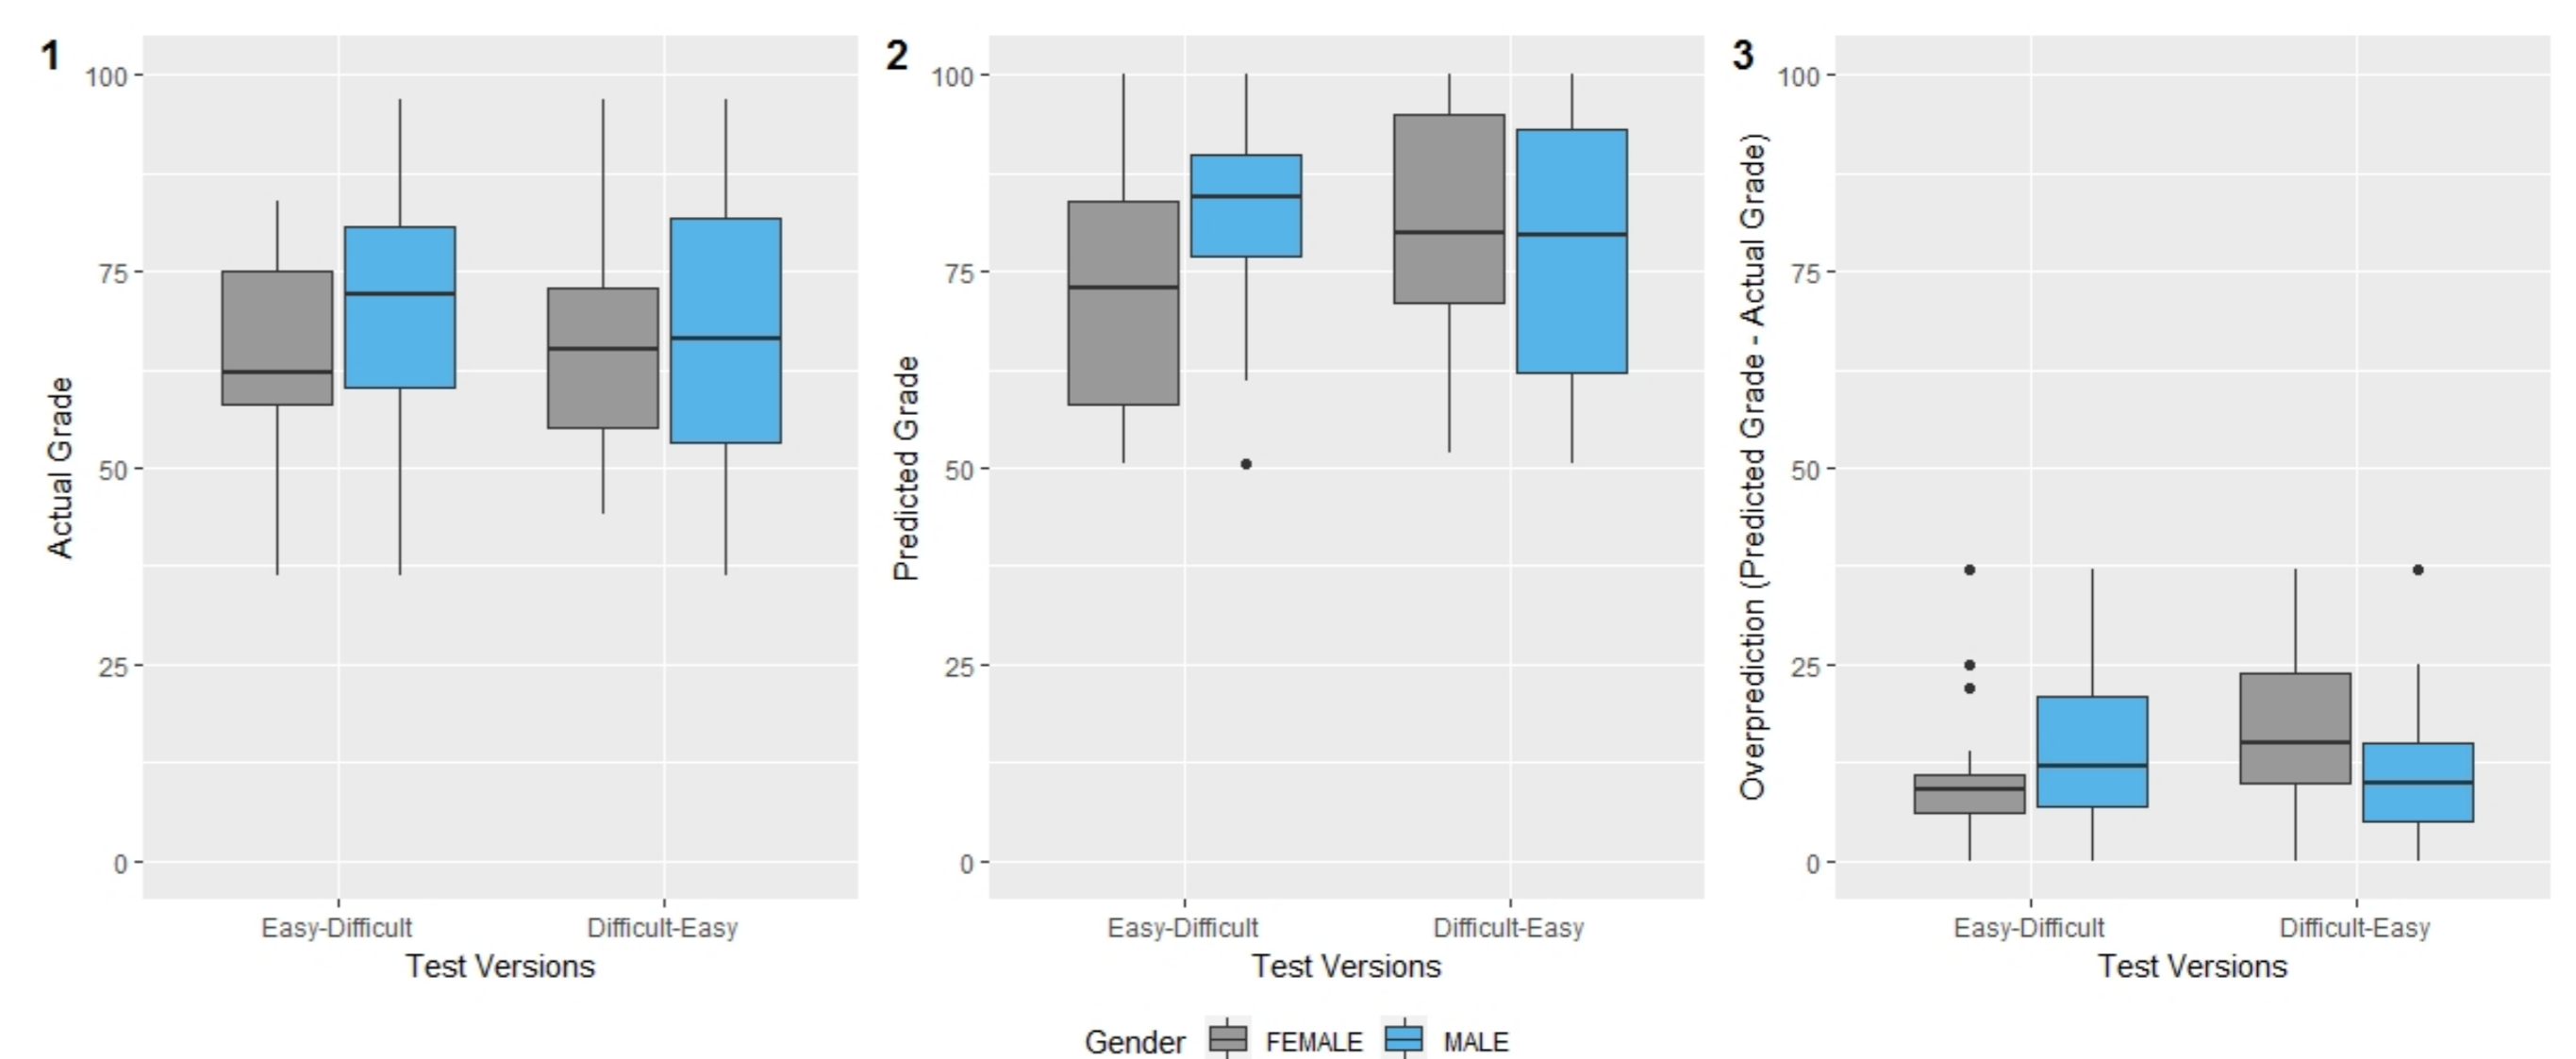 1
Actual Grade
100
75
50
25
0
Easy-Difficult
Difficult-Easy
Test Versions
2
Predicted Grade
100
75
50
25
0
Easy-Difficult
Difficult-Easy
Test Versions
3
Overprediction (Predicted Grade - Actual Grade)
100
75
50
25
0
Easy-Difficult
Difficult-Easy
Test Versions
Gender FEMALE MALE